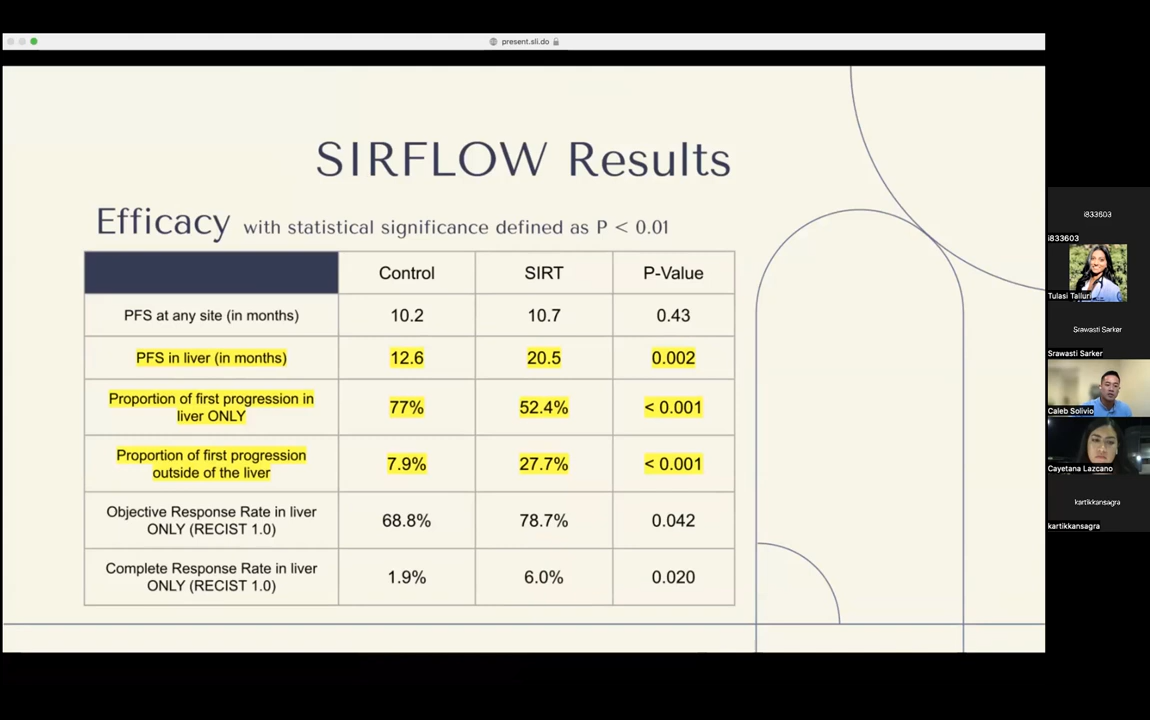 present.sli.do
SIRFLOW Results
Efficacy with statistical significance defined as P < 0.01
Control SIRT P-Value
PFS at any site (in months) 10.2 10.7 0.43
PFS in liver (in months) 12.6 20.5 0.002
Proportion of first progression in
liver ONLY 77% 52.4% < 0.001
Proportion of first progression
outside of the liver 7.9% 27.7% < 0.001
Objective Response Rate in liver
ONLY (RECIST 1.0) 68.8% 78.7% 0.042
Complete Response Rate in liver
ONLY (RECIST 1.0) 1.9% 6.0% 0.020
i833603
i833603
Tulasi Talluri
Srawasti Sarker
Srawasti Sarker
Caleb Solivio
Cayetana Lazcano
kartikkansagra
kartikkansagra